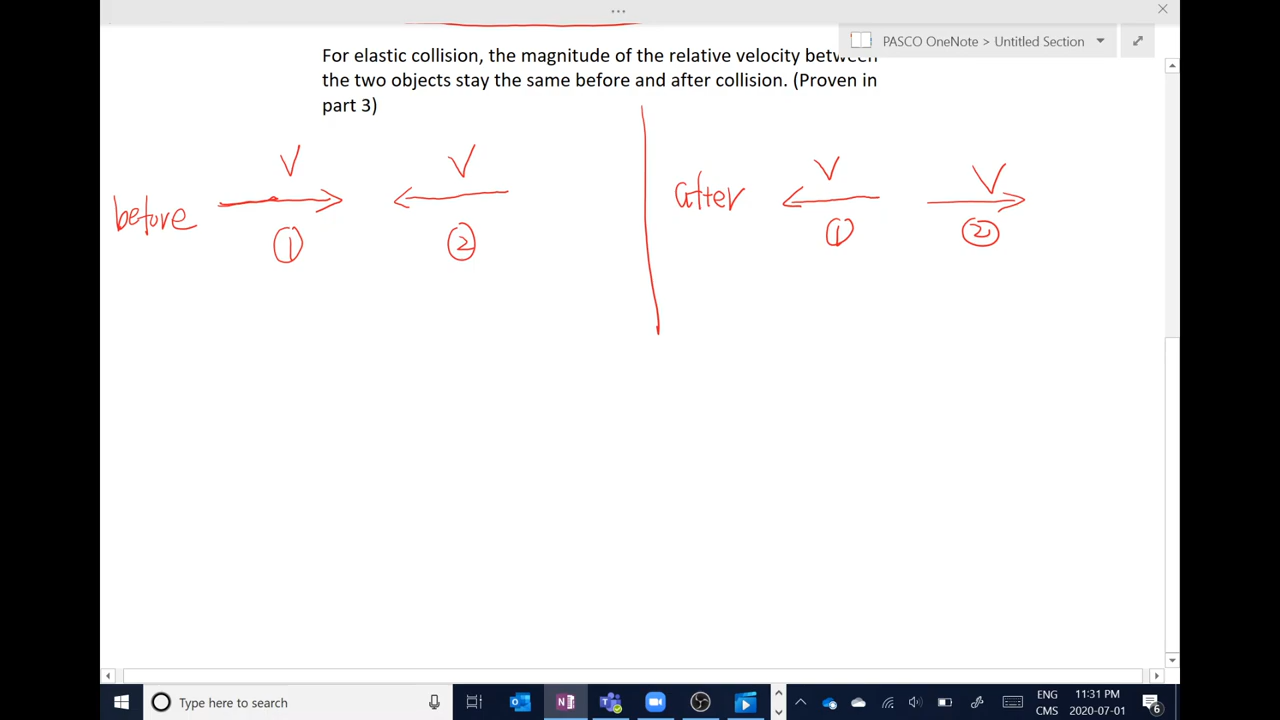 PASCO OneNote > Untitled Section
For elastic collision, the magnitude of the relative velocity between
the two objects stay the same before and after collision. (Proven in
part 3)
before V V after V V
① ② ① ②
Type here to search
ENG 11:31 PM
CMS 2020-07-01
6